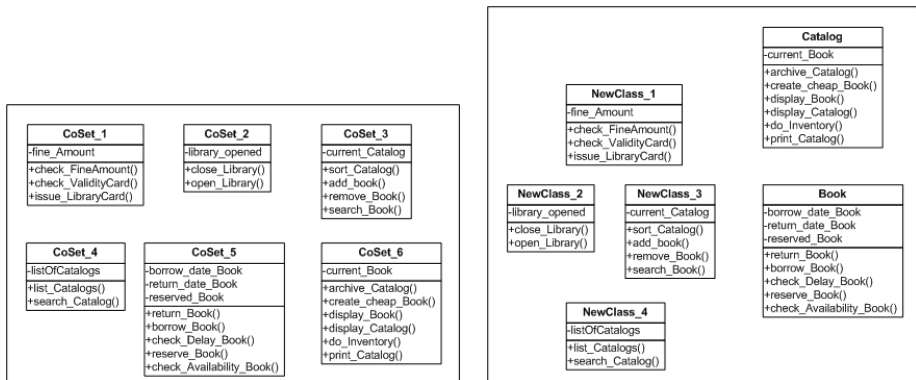 CoSet_1
-fine_Amount
+check_FineAmount()
+check_ValidityCard()
+issue_LibraryCard()
CoSet_2
-library_opened
+close_Library()
+open_Library()
CoSet_3
-current_Catalog
+sort_Catalog()
+add_book()
+remove_Book()
+search_Book()
CoSet_4
-listOfCatalogs
+list_Catalogs()
+search_Catalog()
CoSet_5
-borrow_date_Book
-return_date_Book
-reserved_Book
+return_Book()
+borrow_Book()
+check_Delay_Book()
+reserve_Book()
+check_Availability_Book()
CoSet_6
-current_Book
+archive_Catalog()
+create_cheap_Book()
+display_Book()
+display_Catalog()
+do_Inventory()
+print_Catalog()
NewClass_1
-fine_Amount
+check_FineAmount()
+check_ValidityCard()
+issue_LibraryCard()
Catalog
-current_Book
+archive_Catalog()
+create_cheap_Book()
+display_Book()
+display_Catalog()
+do_Inventory()
+print_Catalog()
NewClass_2
-library_opened
+close_Library()
+open_Library()
NewClass_3
-current_Catalog
+sort_Catalog()
+add_book()
+remove_Book()
+search_Book()
Book
-borrow_date_Book
-return_date_Book
-reserved_Book
+return_Book()
+borrow_Book()
+check_Delay_Book()
+reserve_Book()
+check_Availability_Book()
NewClass_4
-listOfCatalogs
+list_Catalogs()
+search_Catalog()